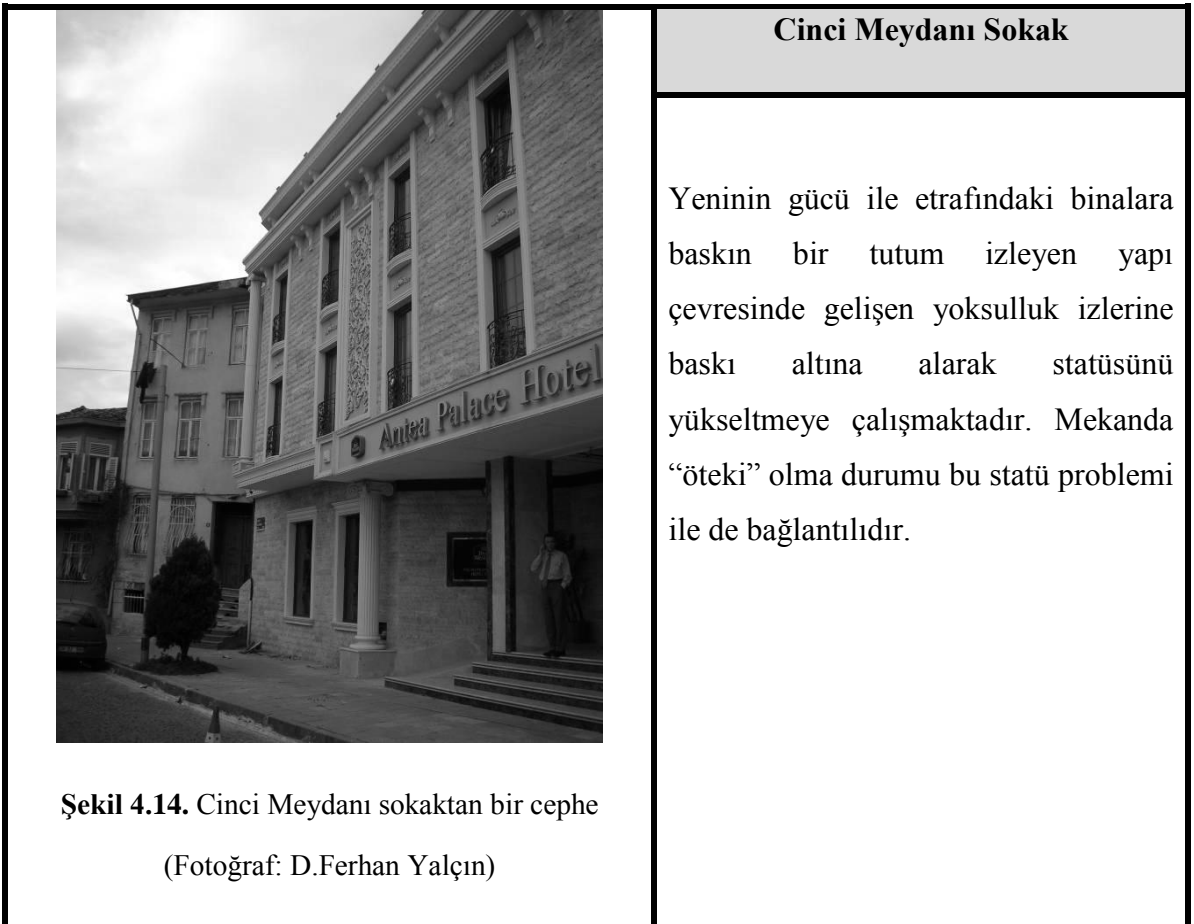 Antea Palace Hotel
Şekil 4.14. Cinci Meydanı sokaktan bir cephe
(Fotoğraf: D.Ferhan Yalçın)
Cinci Meydanı Sokak
Yeninin gücü ile etrafındaki binalara
baskın bir tutum izleyen yapı
çevresinde gelişen yoksulluk izlerine
baskı altına alarak statüsünü
yükseltmeye çalışmaktadır. Mekanda
“öteki” olma durumu bu statü problemi
ile de bağlantılıdır.